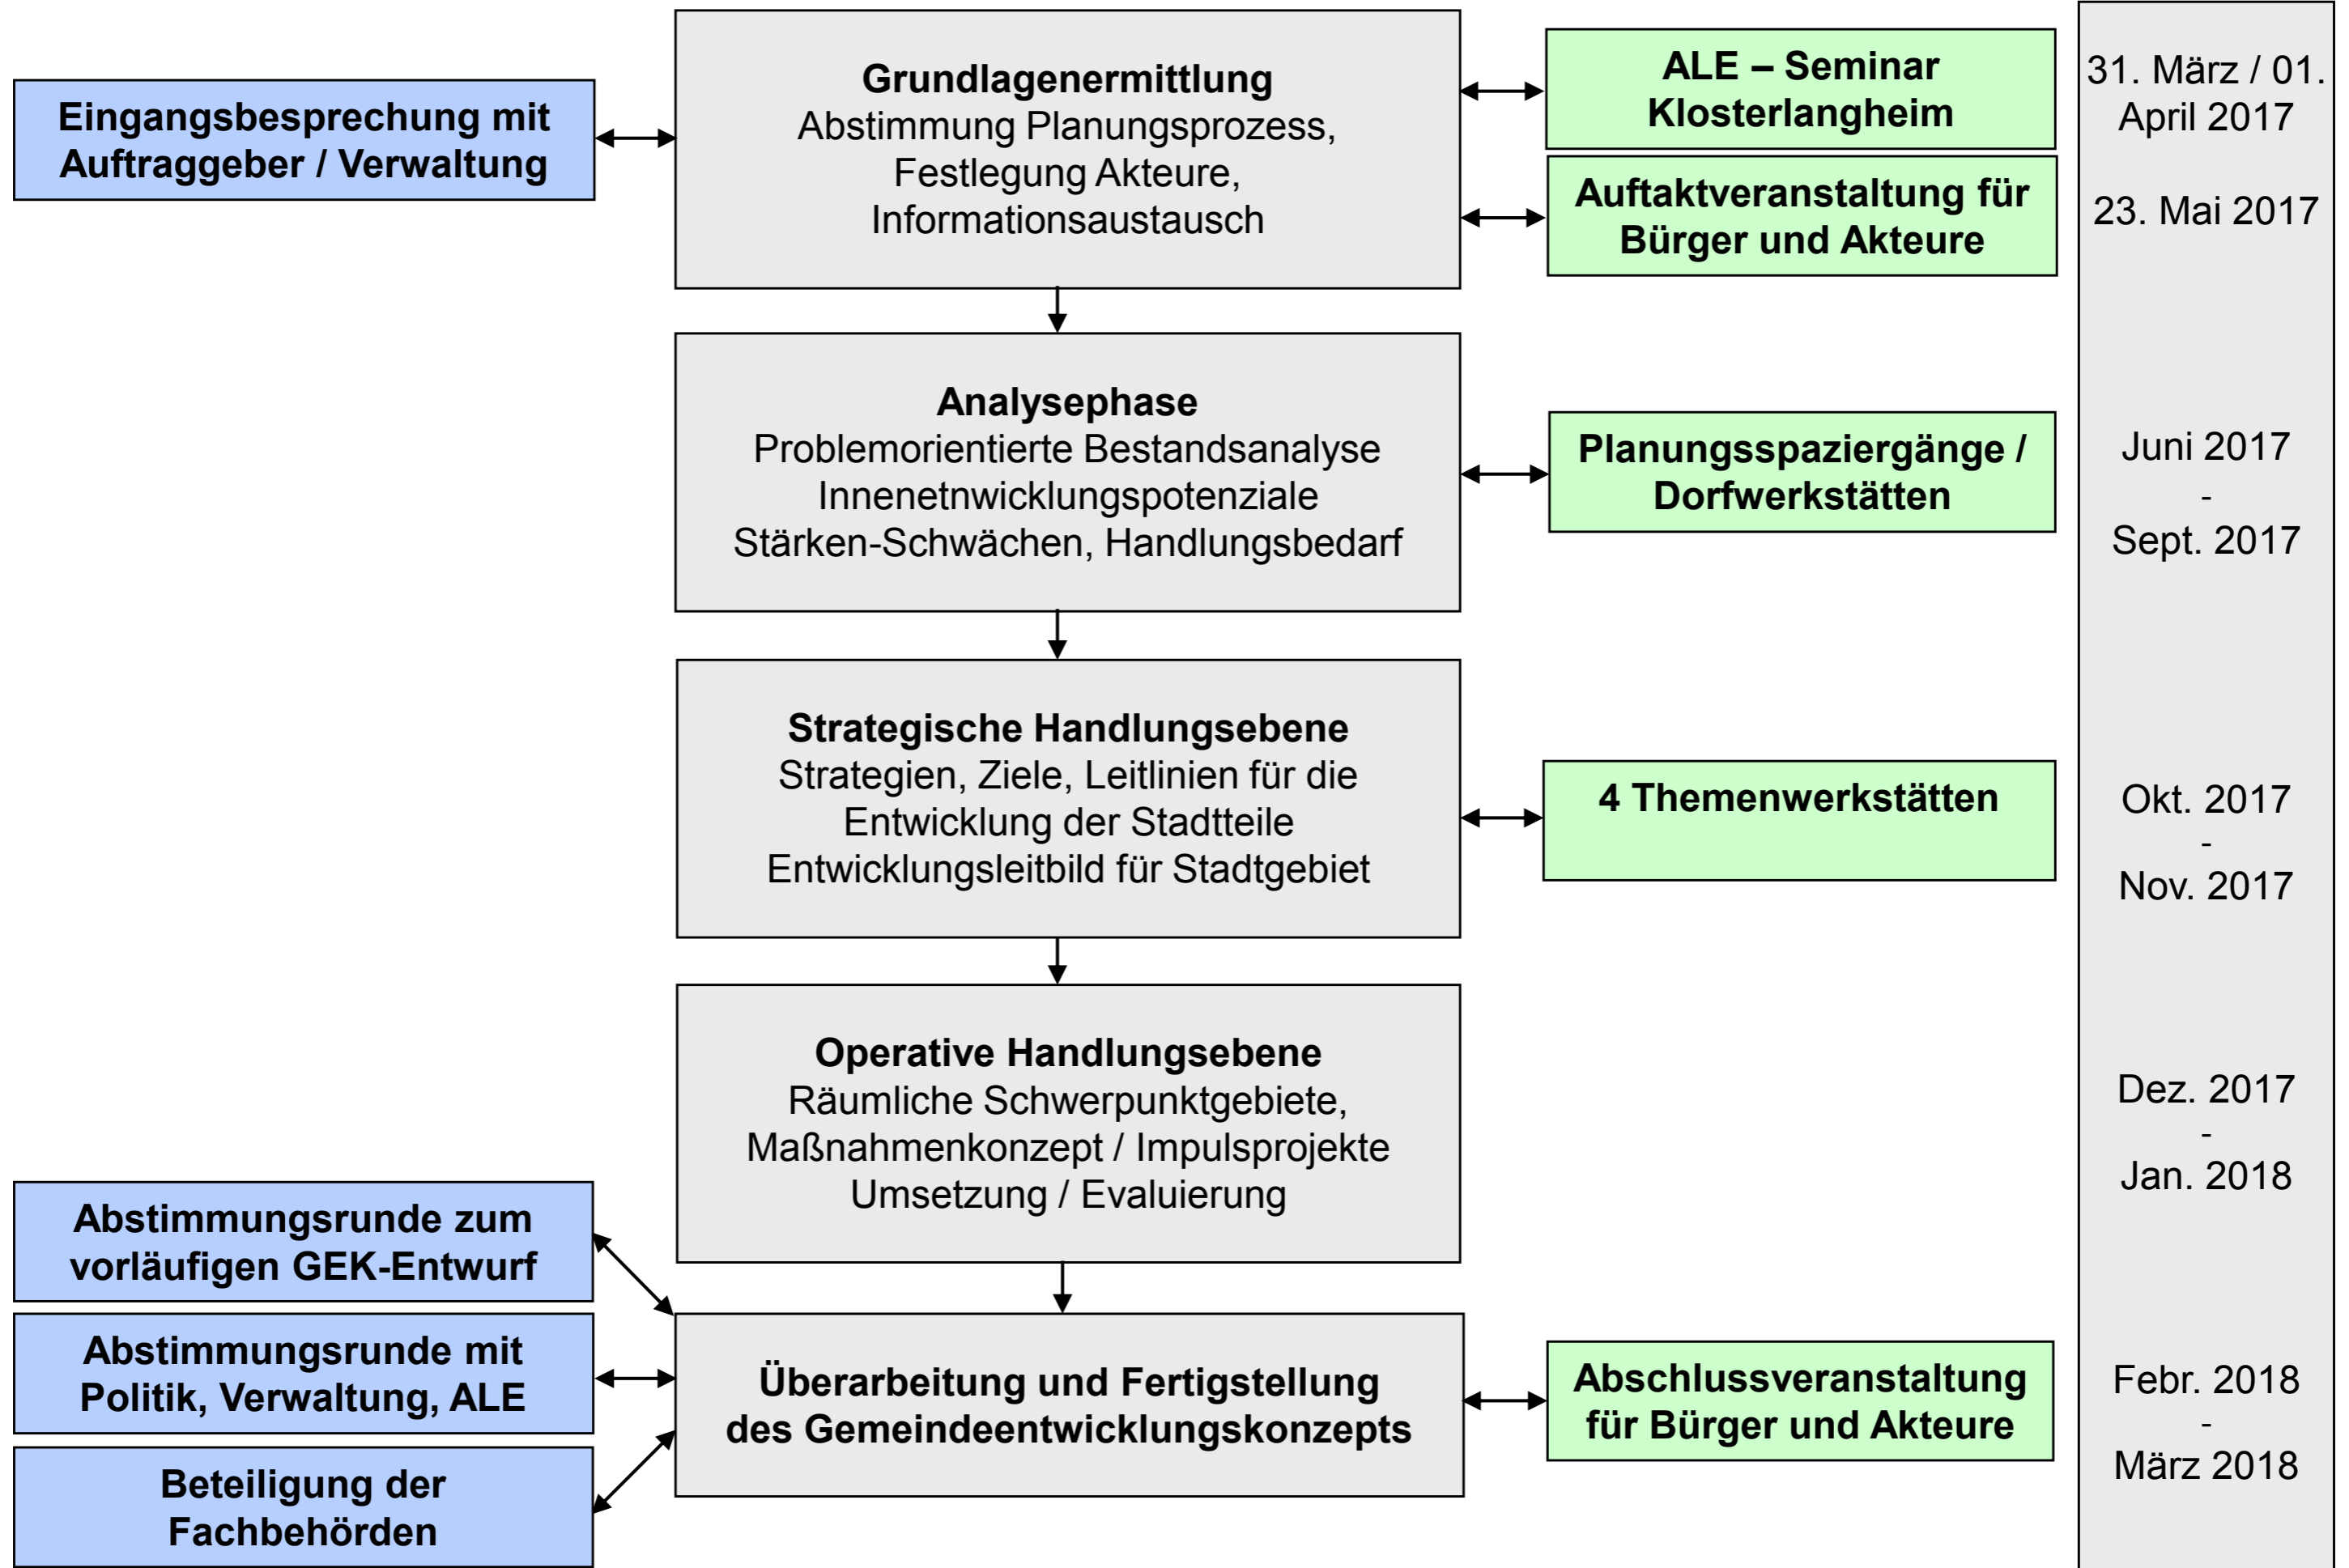 Eingangsbesprechung mit
Auftraggeber / Verwaltung
Grundlagenermittlung
Abstimmung Planungsprozess,
Festlegung Akteure,
Informationsaustausch
ALE – Seminar
Klosterlangheim
31. März / 01.
April 2017
Auftaktveranstaltung für
Bürger und Akteure
23. Mai 2017
Analysephase
Problemorientierte Bestandsanalyse
Innenetnwicklungspotenziale
Stärken-Schwächen, Handlungsbedarf
Planungsspaziergänge /
Dorfwerkstätten
Juni 2017
-
Sept. 2017
Strategische Handlungsebene
Strategien, Ziele, Leitlinien für die
Entwicklung der Stadtteile
Entwicklungsleitbild für Stadtgebiet
4 Themenwerkstätten
Okt. 2017
-
Nov. 2017
Operative Handlungsebene
Räumliche Schwerpunktgebiete,
Maßnahmenkonzept / Impulsprojekte
Umsetzung / Evaluierung
Dez. 2017
-
Jan. 2018
Abstimmungsrunde zum
vorläufigen GEK-Entwurf
Abstimmungsrunde mit
Politik, Verwaltung, ALE
Beteiligung der
Fachbehörden
Überarbeitung und Fertigstellung
des Gemeindeentwicklungskonzepts
Abschlussveranstaltung
für Bürger und Akteure
Febr. 2018
-
März 2018